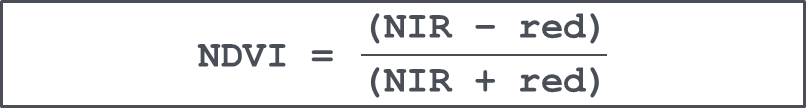 NDVI = (NIR − red)
(NIR + red)